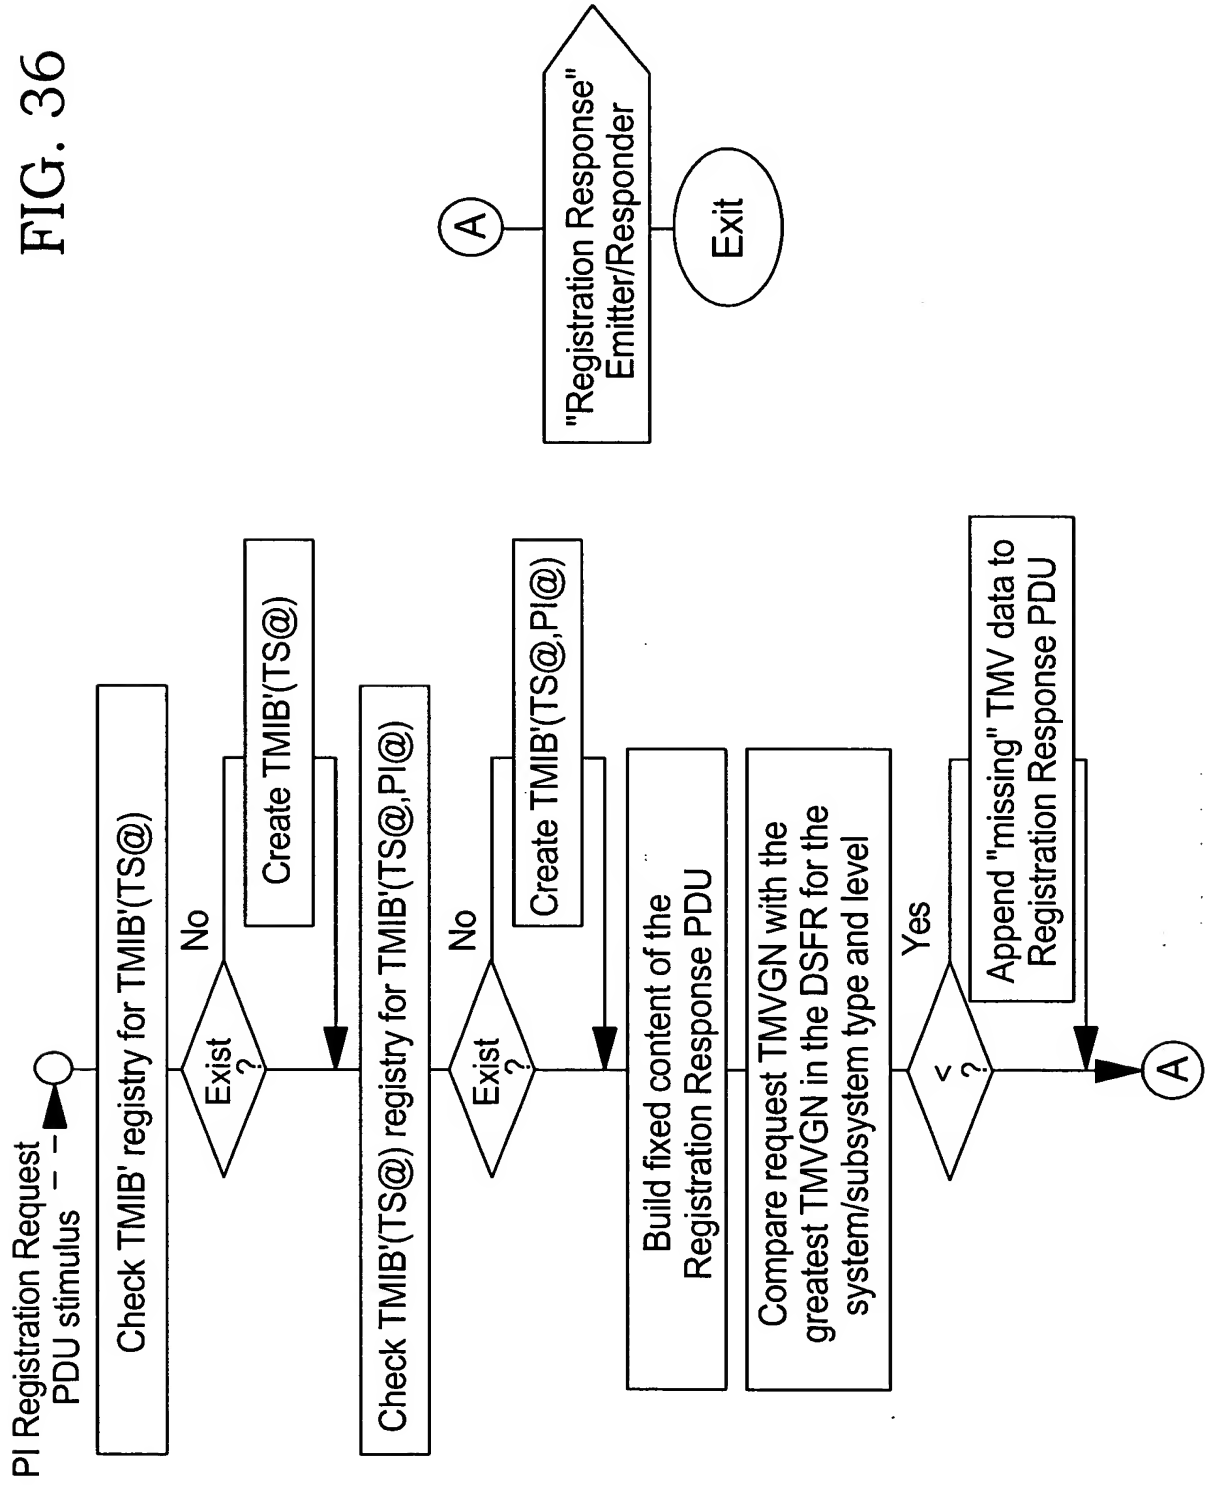 FIG. 36
PI Registration Request
PDU stimulus
Check TMIB' registry for TMIB'(TS@)
Exist
?
No
Create TMIB'(TS@)
Check TMIB'(TS@) registry for TMIB'(TS@,PI@)
Exist
?
No
Create TMIB'(TS@,PI@)
Build fixed content of the
Registration Response PDU
Compare request TMVGN with the
greatest TMVGN in the DSFR for the
system/subsystem type and level
<
?
Yes
Append "missing" TMV data to
Registration Response PDU
A
A
"Registration Response"
Emitter/Responder
Exit